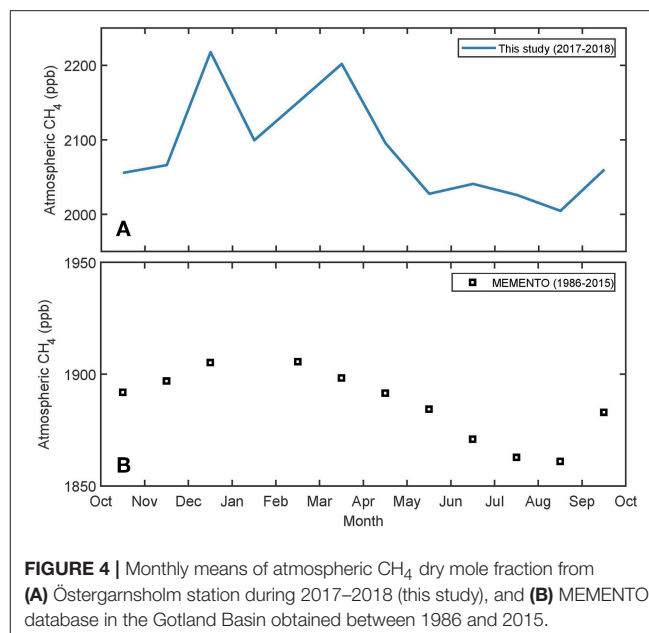 2200
2100
2000
Atmospheric CH₄ (ppb)
This study (2017-2018)
A
1950
1900
1850
Atmospheric CH₄ (ppb)
MEMENTO (1986-2015)
B
Oct Nov Dec Jan Feb Mar Apr May Jun Jul Aug Sep Oct
Month
FIGURE 4 | Monthly means of atmospheric CH₄ dry mole fraction from
(A) Östergarnsholm station during 2017–2018 (this study), and (B) MEMENTO
database in the Gotland Basin obtained between 1986 and 2015.